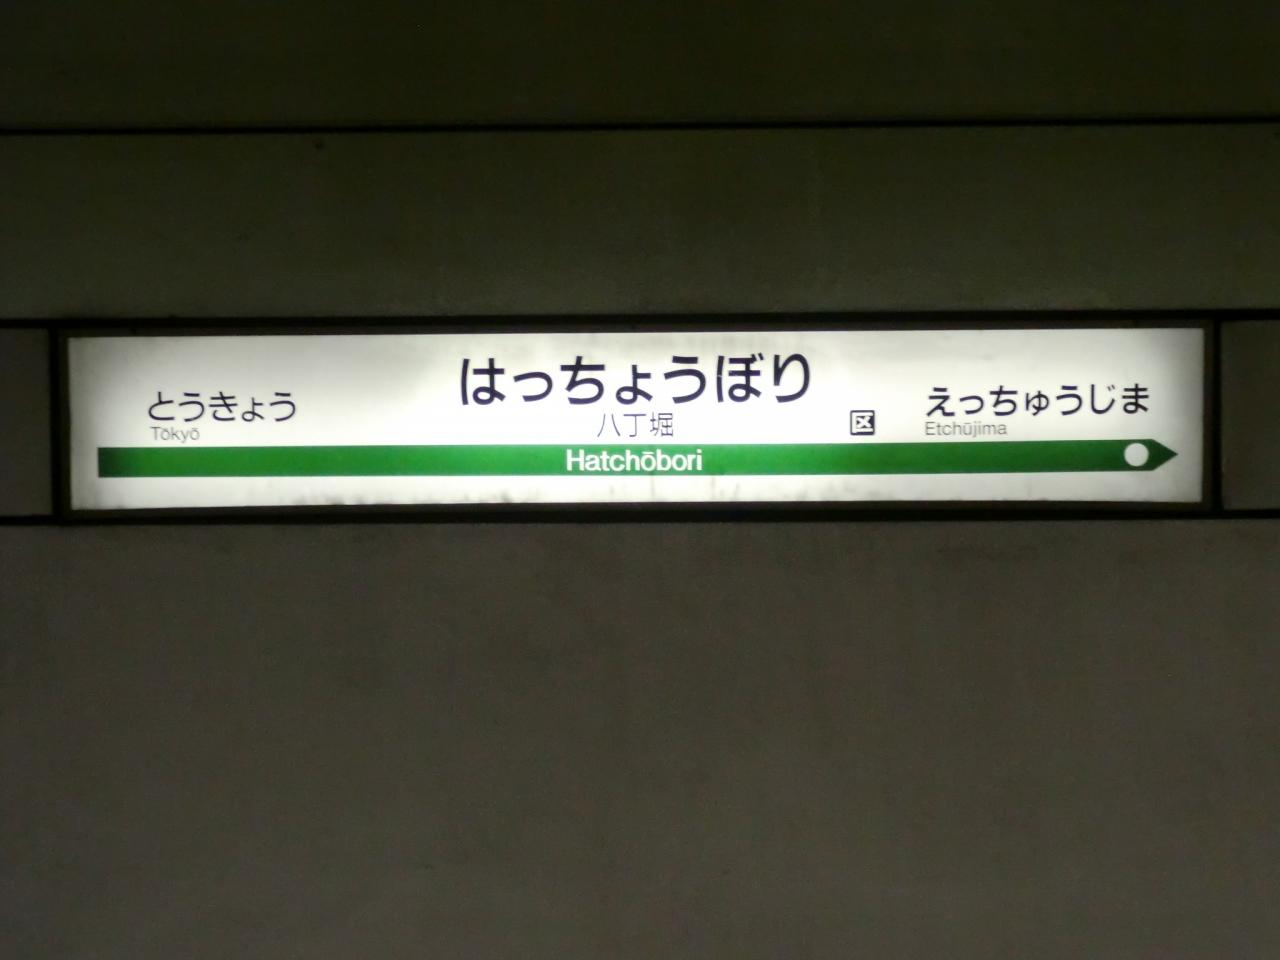 はっちょうぼり
八丁堀
Hatchōbori
とうきょう
Tōkyō
区
えっちゅうじま
Etchūjima